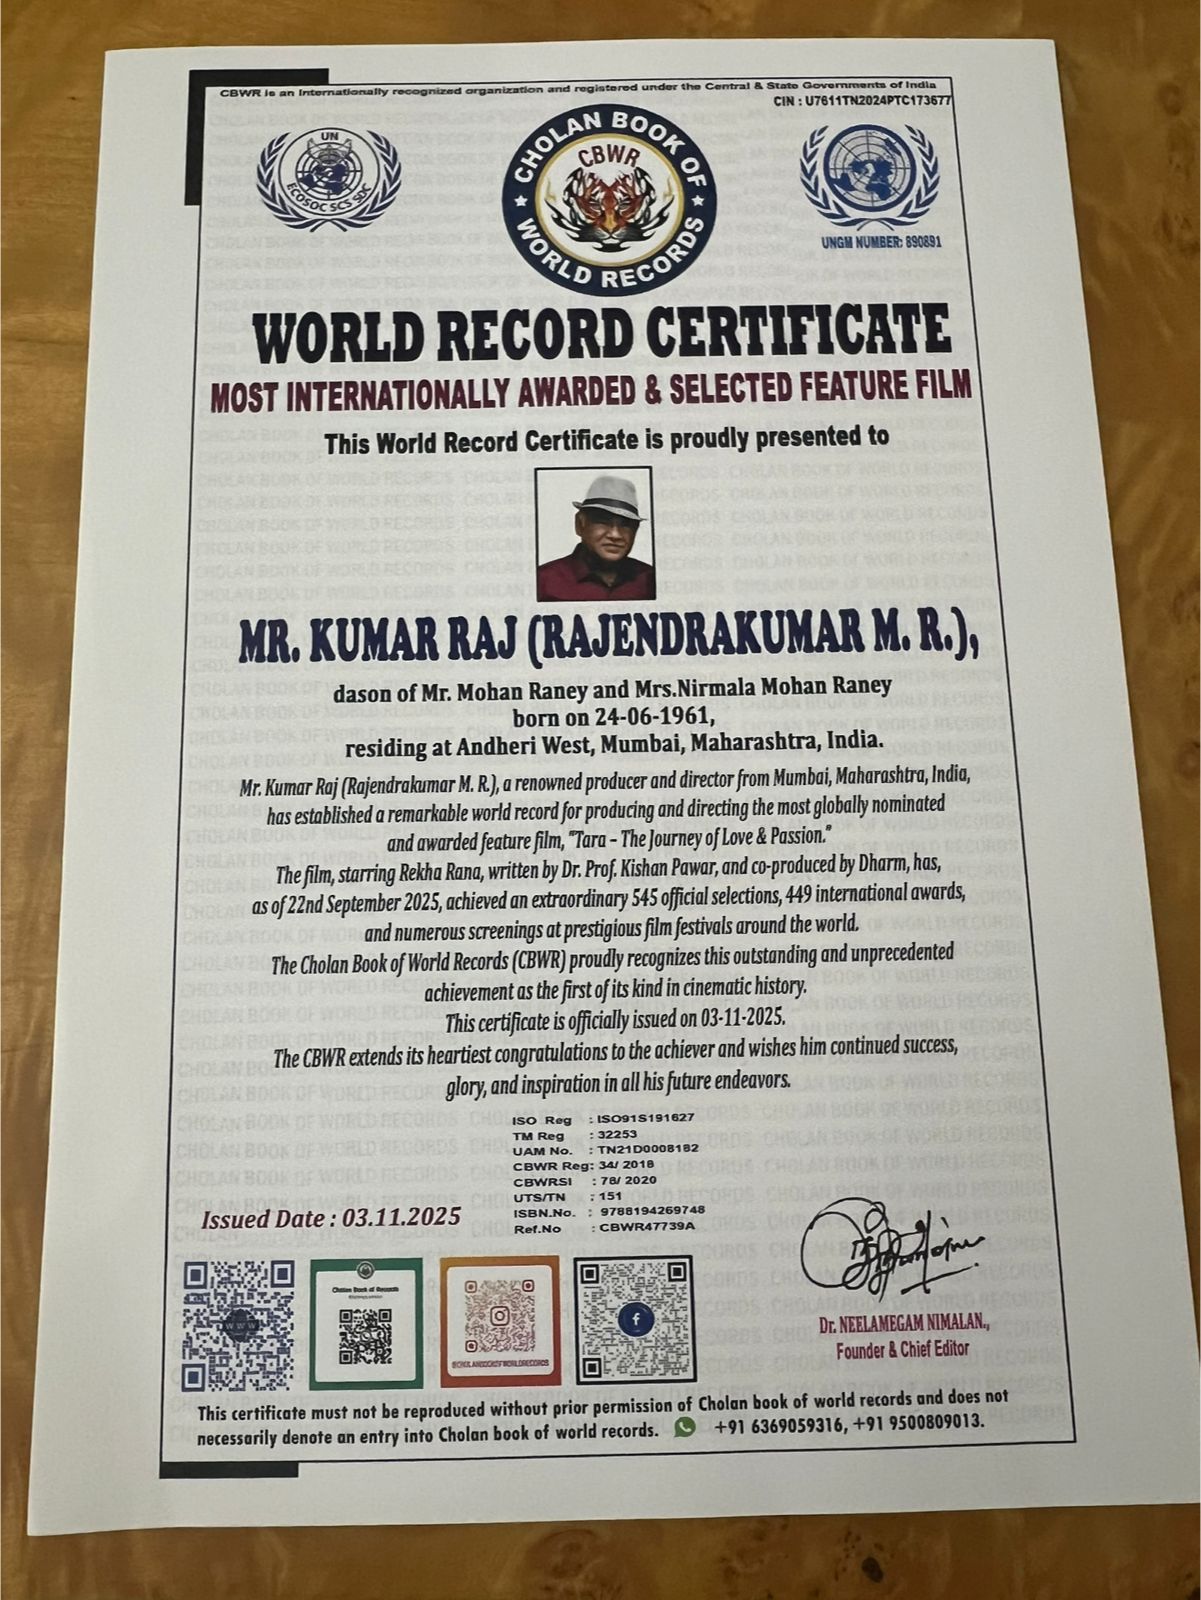 CBWR is an Internationally recognized organization and registered under the Central & State Governments of India
CIN : U7611TN2024PTC173677
UN
ECOSOC SCS SDC
CHOLAN BOOK OF
CBWR
WORLD RECORDS
UNGM NUMBER: 890891
WORLD RECORD CERTIFICATE
MOST INTERNATIONALLY AWARDED & SELECTED FEATURE FILM
This World Record Certificate is proudly presented to
MR. KUMAR RAJ (RAJENDRAKUMAR M. R.),
dason of Mr. Mohan Raney and Mrs.Nirmala Mohan Raney
born on 24-06-1961,
residing at Andheri West, Mumbai, Maharashtra, India.
Mr. Kumar Raj (Rajendrakumar M. R.), a renowned producer and director from Mumbai, Maharashtra, India,
has established a remarkable world record for producing and directing the most globally nominated
and awarded feature film, "Tara – The Journey of Love & Passion."
The film, starring Rekha Rana, written by Dr. Prof. Kishan Pawar, and co-produced by Dharm, has,
as of 22nd September 2025, achieved an extraordinary 545 official selections, 449 international awards,
and numerous screenings at prestigious film festivals around the world.
The Cholan Book of World Records (CBWR) proudly recognizes this outstanding and unprecedented
achievement as the first of its kind in cinematic history.
This certificate is officially issued on 03-11-2025.
The CBWR extends its heartiest congratulations to the achiever and wishes him continued success,
glory, and inspiration in all his future endeavors.
ISO Reg : ISO91S191627
TM Reg : 32253
UAM No. : TN21D0008182
CBWR Reg: 34/ 2018
CBWRSI : 78/ 2020
UTS/TN : 151
ISBN.No. : 9788194269748
Ref.No : CBWR47739A
Issued Date : 03.11.2025
WWW
Cholan Book of Records
@CHOLANBOOKOFWORLDRECORDS
f
Dr. NEELAMEGAM NIMALAN.,
Founder & Chief Editor
This certificate must not be reproduced without prior permission of Cholan book of world records and does not
necessarily denote an entry into Cholan book of world records. +91 6369059316, +91 9500809013.